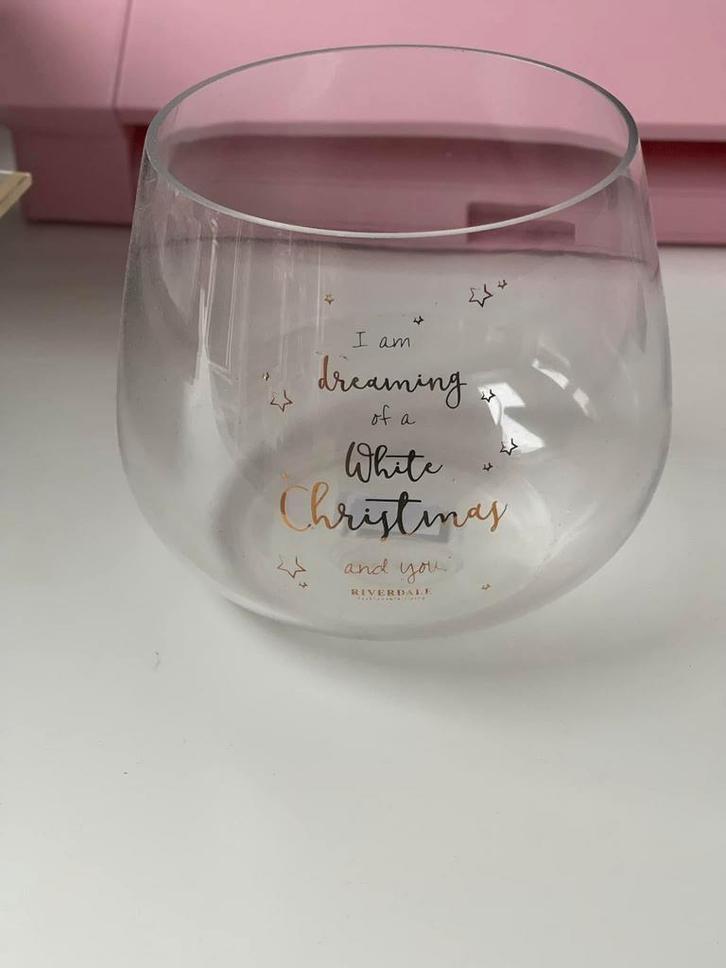 I am
dreaming
of a
White
Christmas
and you
RIVERDALE